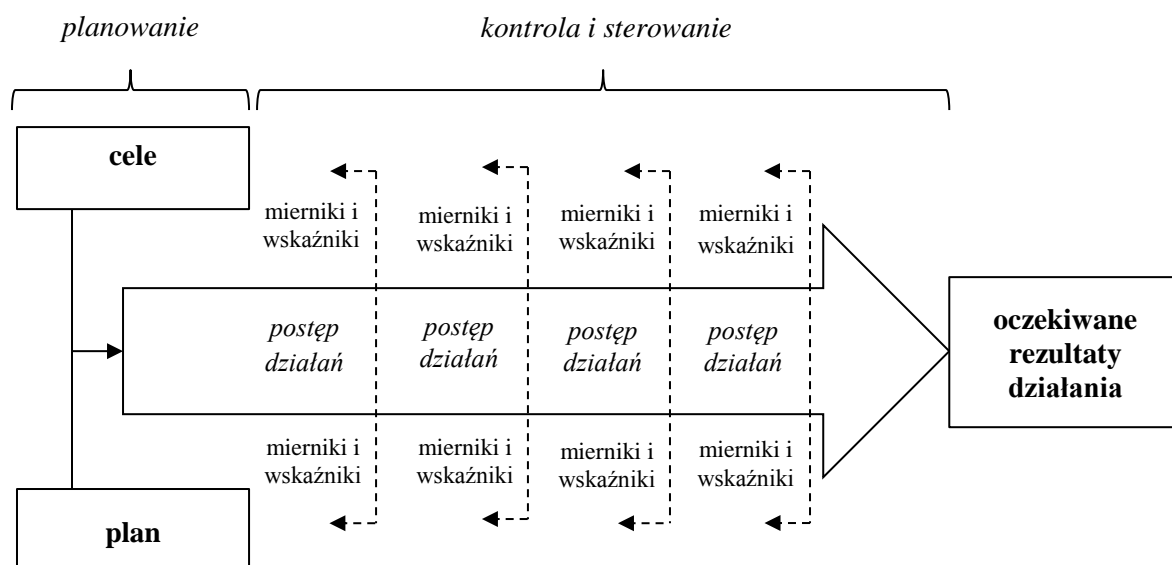 planowanie
kontrola i sterowanie
cele
mierniki i
wskaźniki
mierniki i
wskaźniki
mierniki i
wskaźniki
mierniki i
wskaźniki
postęp
działań
postęp
działań
postęp
działań
postęp
działań
oczekiwane
rezultaty
działania
mierniki i
wskaźniki
mierniki i
wskaźniki
mierniki i
wskaźniki
mierniki i
wskaźniki
plan